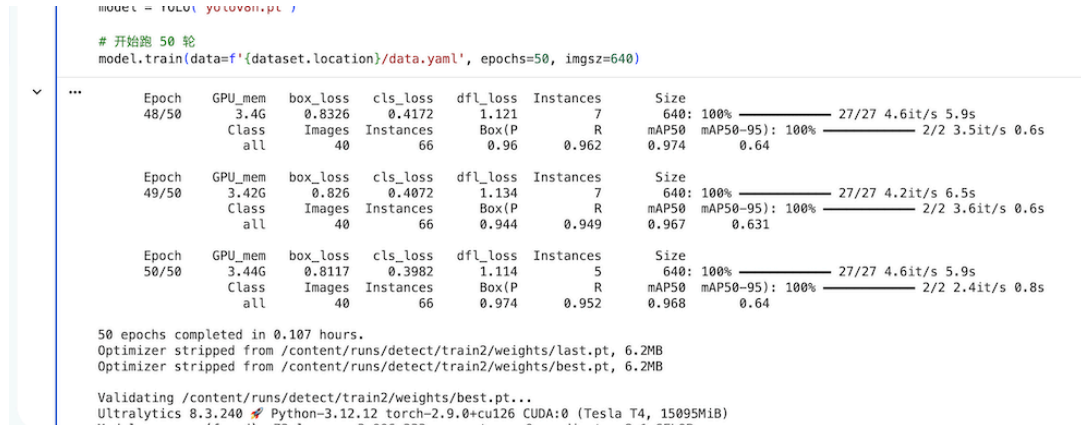 model = YOLO('yolov8n.pt')
# 开始跑 50 轮
model.train(data=f'{dataset.location}/data.yaml', epochs=50, imgsz=640)
Epoch GPU_mem box_loss cls_loss dfl_loss Instances Size
48/50 3.4G 0.8326 0.4172 1.121 7 640: 100% ━━━━━━━━━━━━ 27/27 4.6it/s 5.9s
Class Images Instances Box(P R mAP50 mAP50-95): 100% ━━━━━━━━━━━━ 2/2 3.5it/s 0.6s
all 40 66 0.96 0.962 0.974 0.64
Epoch GPU_mem box_loss cls_loss dfl_loss Instances Size
49/50 3.42G 0.826 0.4072 1.134 7 640: 100% ━━━━━━━━━━━━ 27/27 4.2it/s 6.5s
Class Images Instances Box(P R mAP50 mAP50-95): 100% ━━━━━━━━━━━━ 2/2 3.6it/s 0.6s
all 40 66 0.944 0.949 0.967 0.631
Epoch GPU_mem box_loss cls_loss dfl_loss Instances Size
50/50 3.44G 0.8117 0.3982 1.114 5 640: 100% ━━━━━━━━━━━━ 27/27 4.6it/s 5.9s
Class Images Instances Box(P R mAP50 mAP50-95): 100% ━━━━━━━━━━━━ 2/2 2.4it/s 0.8s
all 40 66 0.974 0.952 0.968 0.64
50 epochs completed in 0.107 hours.
Optimizer stripped from /content/runs/detect/train2/weights/last.pt, 6.2MB
Optimizer stripped from /content/runs/detect/train2/weights/best.pt, 6.2MB
Validating /content/runs/detect/train2/weights/best.pt...
Ultralytics 8.3.240 🚀 Python-3.12.12 torch-2.9.0+cu126 CUDA:0 (Tesla T4, 15095MiB)